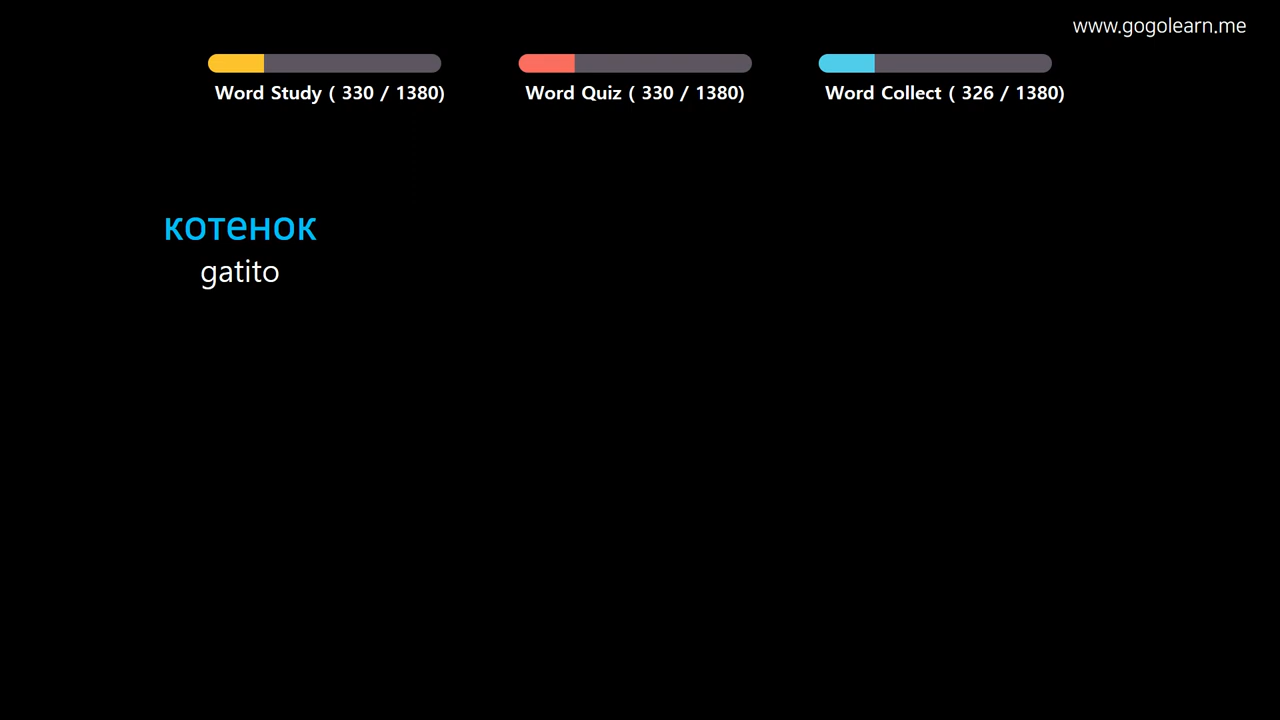 www.gogolearn.me
Word Study ( 330 / 1380)
Word Quiz ( 330 / 1380)
Word Collect ( 326 / 1380)
котенок
gatito